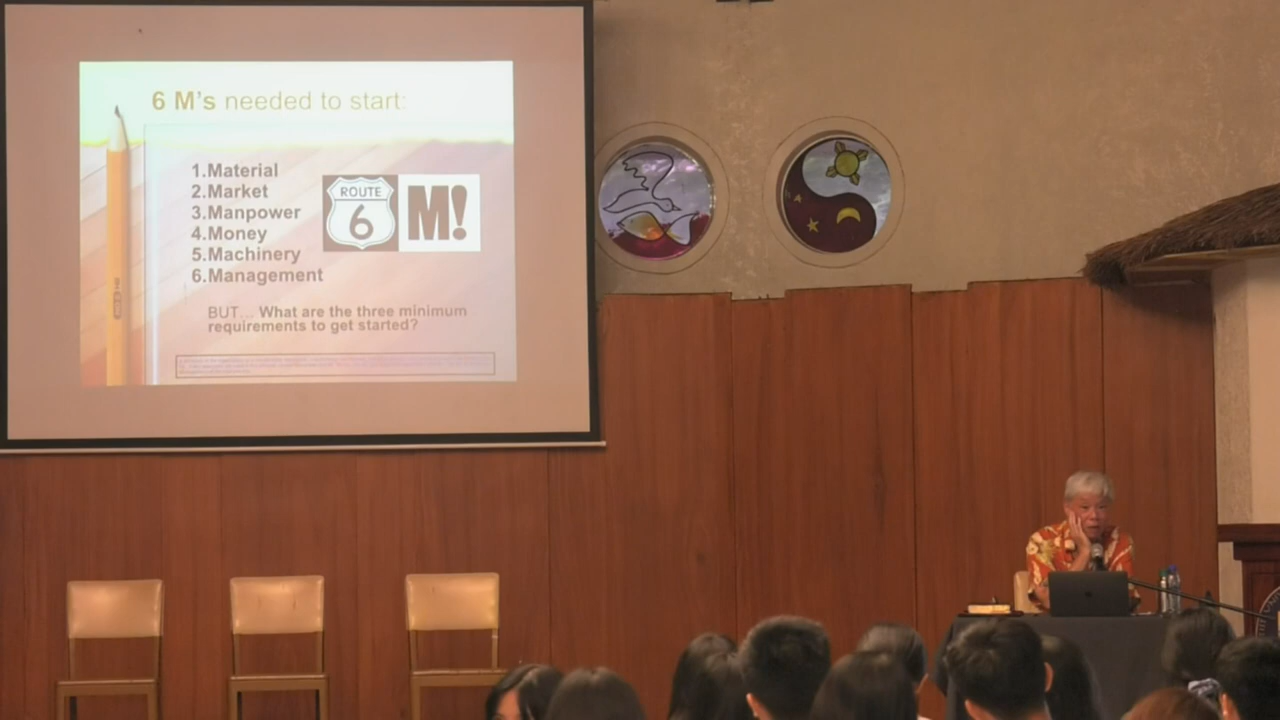 6 M's needed to start:
1.Material
2.Market
3.Manpower
4.Money
5.Machinery
6.Management
ROUTE
6
M!
BUT... What are the three minimum
requirements to get started?